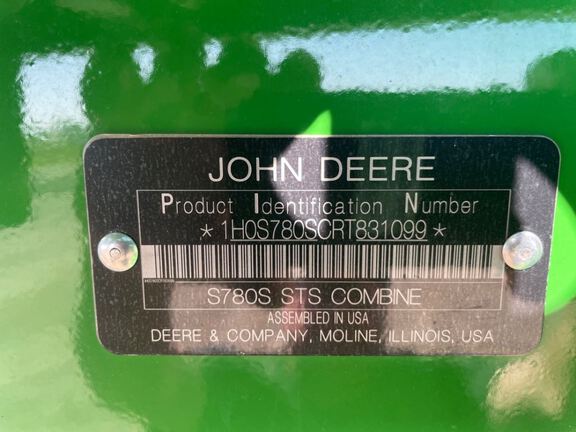 JOHN DEERE
Product Identification Number
* 1H0S780SCRT831099 *
S780S STS COMBINE
ASSEMBLED IN USA
DEERE & COMPANY, MOLINE, ILLINOIS, USA